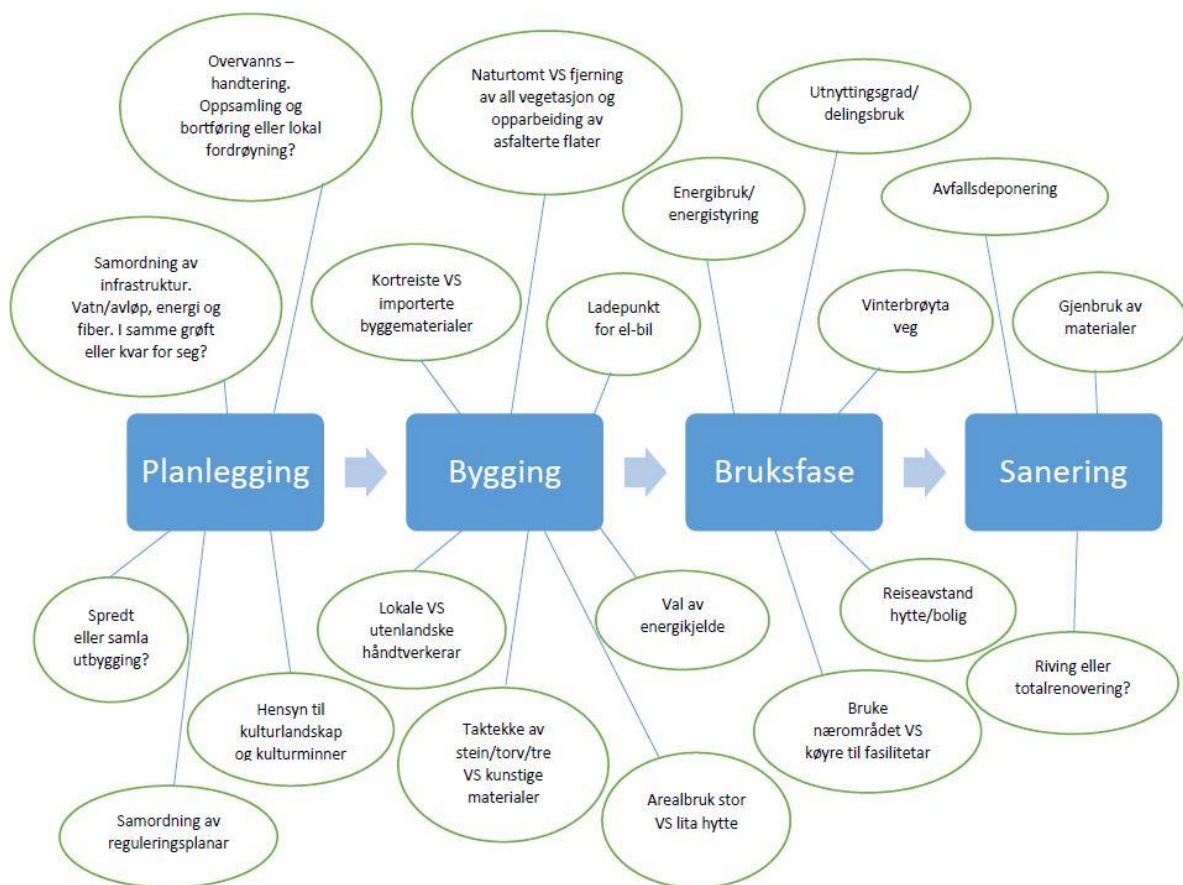 Overvanns –
handtering.
Oppsamling og
bortføring eller lokal
fordrøyning?
Naturtomt VS fjerning
av all vegetasjon og
opparbeiding av
asfalterte flater
Utnyttingsgrad/
delingsbruk
Energibruk/
energistyring
Avfallsdeponering
Samordning av
infrastruktur.
Vatn/avløp, energi og
fiber. I samme grøft
eller kvar for seg?
Kortreiste VS
importerte
byggematerialer
Ladepunkt
for el-bil
Vinterbrøyta
veg
Gjenbruk av
materialer
Planlegging
Bygging
Bruksfase
Sanering
Spredt
eller samla
utbygging?
Lokale VS
utenlandske
håndtverkerar
Val av
energikjelde
Reiseavstand
hytte/bolig
Hensyn til
kulturlandskap
og kulturminner
Taktekke av
stein/torv/tre
VS kunstige
materialer
Bruke
nærområdet VS
køyre til fasilitetar
Riving eller
totalrenovering?
Samordning av
reguleringsplanar
Arealbruk stor
VS lita hytte